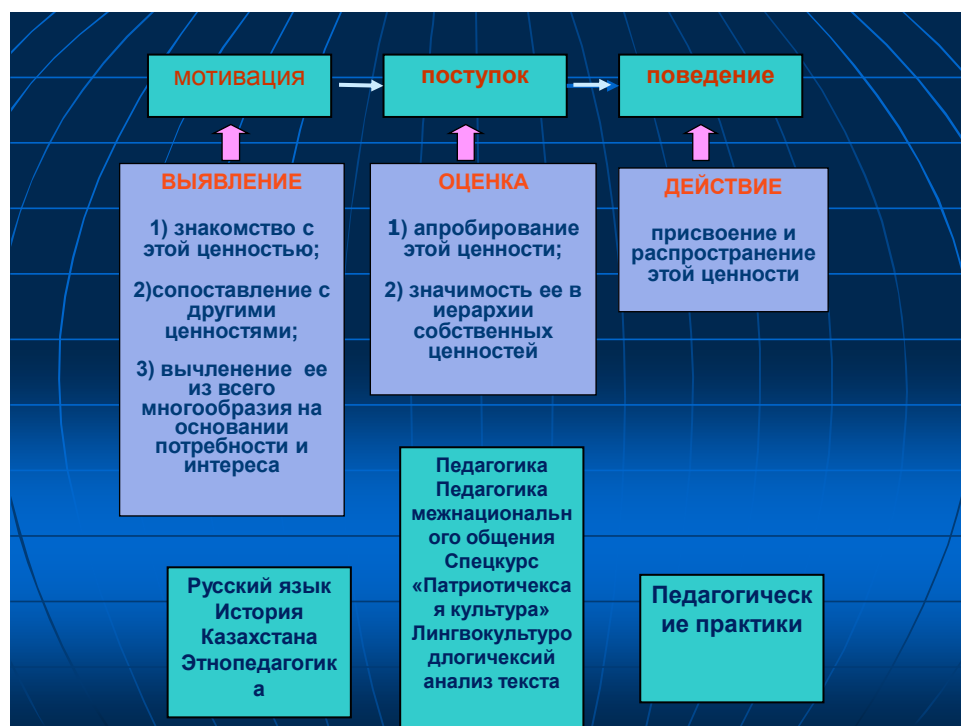 мотивация
поступок
поведение
ВЫЯВЛЕНИЕ
1) знакомство с
этой ценностью;
2)сопоставление с
другими
ценностями;
3) вычленение ее
из всего
многообразия на
основании
потребности и
интереса
ОЦЕНКА
1) апробирование
этой ценности;
2) значимость ее в
иерархии
собственных
ценностей
ДЕЙСТВИЕ
присвоение и
распространение
этой ценности
Русский язык
История
Казахстана
Этнопедагогик
а
Педагогика
Педагогика
межнациональн
ого общения
Спецкурс
«Патриотичекса
я культура»
Лингвокультуро
длогичексий
анализ текста
Педагогическ
ие практики